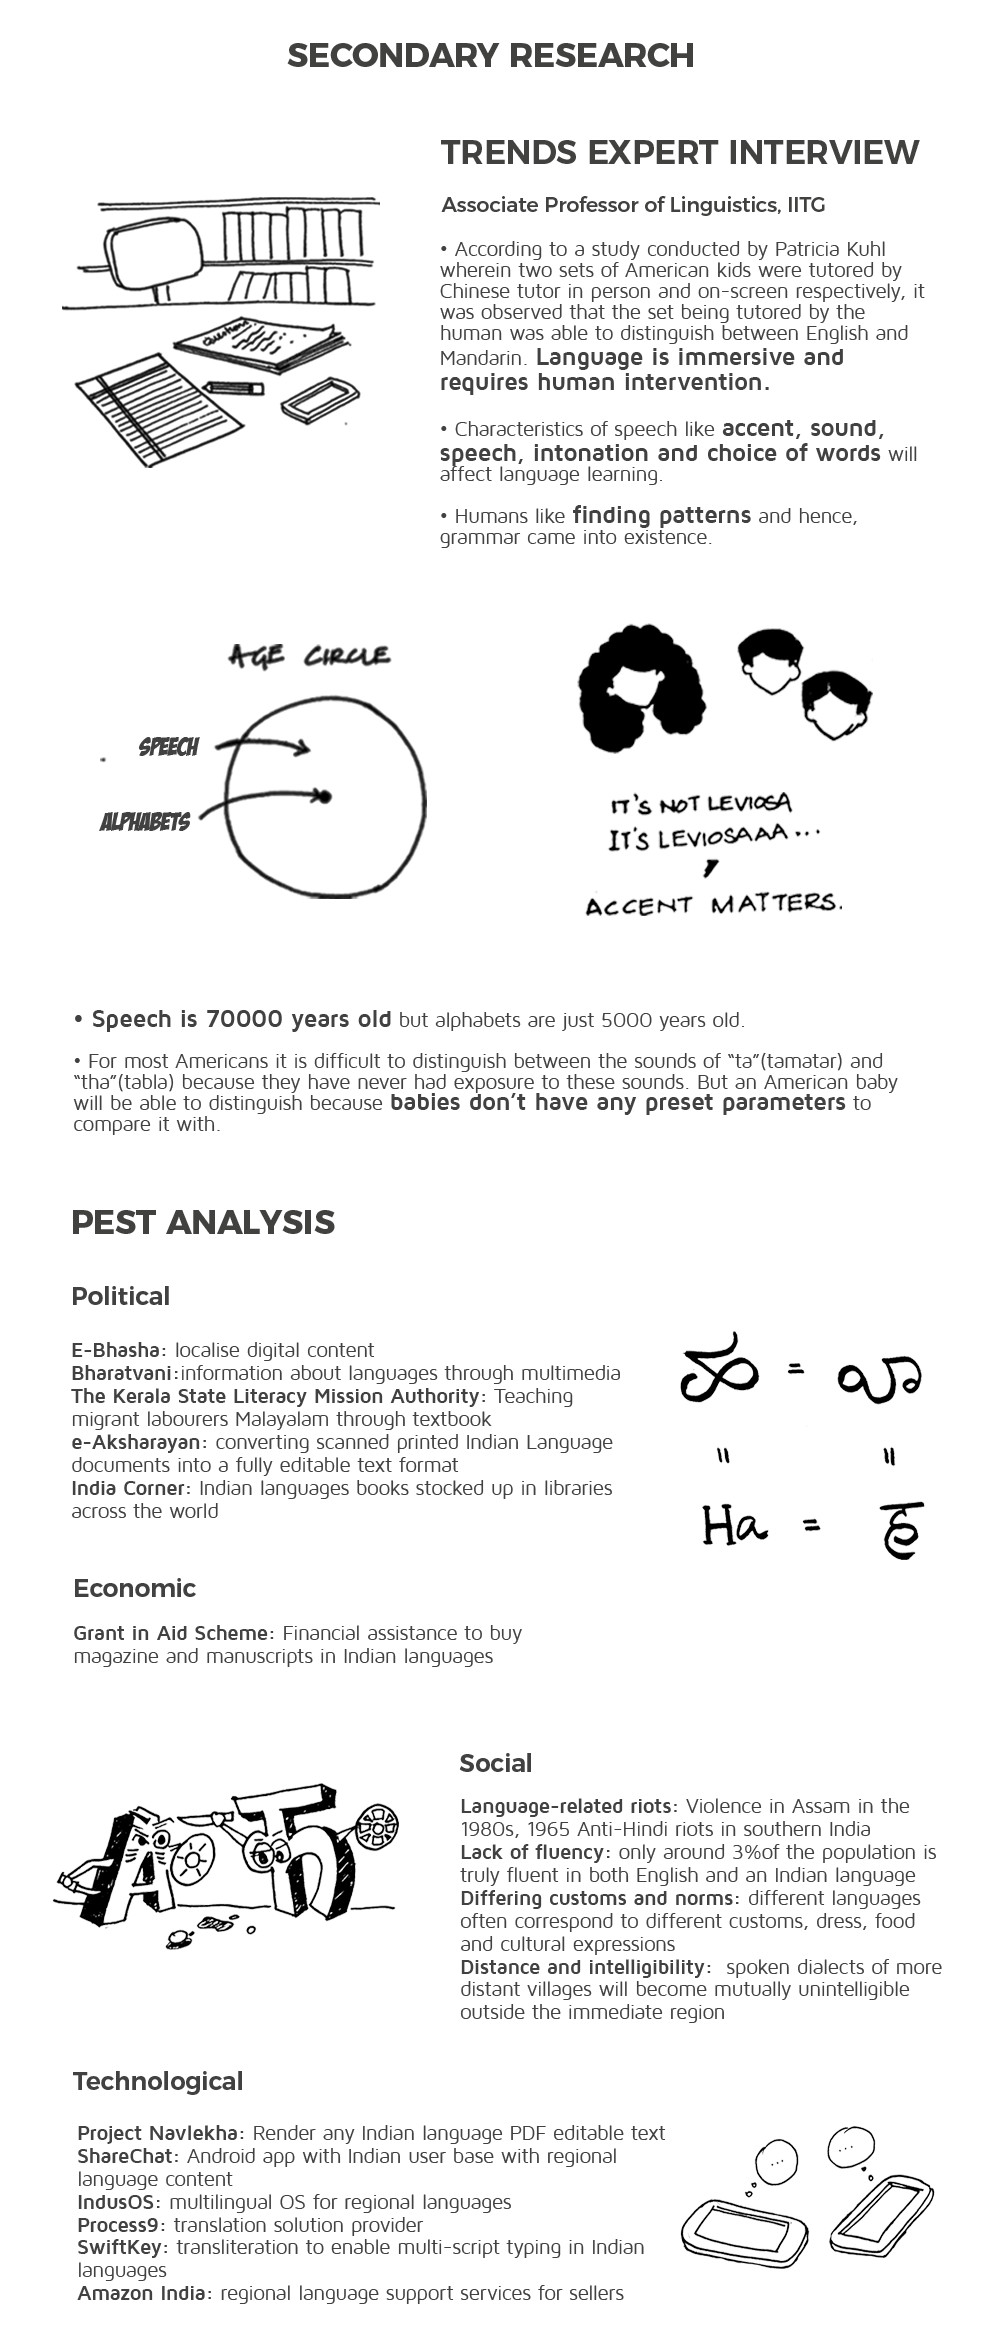 SECONDARY RESEARCH
TRENDS EXPERT INTERVIEW
Associate Professor of Linguistics, IITG
• According to a study conducted by Patricia Kuhl
wherein two sets of American kids were tutored by
Chinese tutor in person and on-screen respectively, it
was observed that the set being tutored by the
human was able to distinguish between English and
Mandarin. Language is immersive and
requires human intervention.
• Characteristics of speech like accent, sound,
speech, intonation and choice of words will
affect language learning.
• Humans like finding patterns and hence,
grammar came into existence.
Questions
AGE CIRCLE
SPEECH
ALPHABETS
IT'S NOT LEVIOSA
IT'S LEVIOSAAA...
ACCENT MATTERS.
• Speech is 70000 years old but alphabets are just 5000 years old.
• For most Americans it is difficult to distinguish between the sounds of “ta”(tamatar) and
“tha”(tabla) because they have never had exposure to these sounds. But an American baby
will be able to distinguish because babies don’t have any preset parameters to
compare it with.
PEST ANALYSIS
Political
E-Bhasha: localise digital content
Bharatvani:information about languages through multimedia
The Kerala State Literacy Mission Authority: Teaching
migrant labourers Malayalam through textbook
e-Aksharayan: converting scanned printed Indian Language
documents into a fully editable text format
India Corner: Indian languages books stocked up in libraries
across the world
= 
" "
Ha = ह
Economic
Grant in Aid Scheme: Financial assistance to buy
magazine and manuscripts in Indian languages
Social
Language-related riots: Violence in Assam in the
1980s, 1965 Anti-Hindi riots in southern India
Lack of fluency: only around 3%of the population is
truly fluent in both English and an Indian language
Differing customs and norms: different languages
often correspond to different customs, dress, food
and cultural expressions
Distance and intelligibility: spoken dialects of more
distant villages will become mutually unintelligible
outside the immediate region
A
Technological
Project Navlekha: Render any Indian language PDF editable text
ShareChat: Android app with Indian user base with regional
language content
IndusOS: multilingual OS for regional languages
Process9: translation solution provider
SwiftKey: transliteration to enable multi-script typing in Indian
languages
Amazon India: regional language support services for sellers
...
...